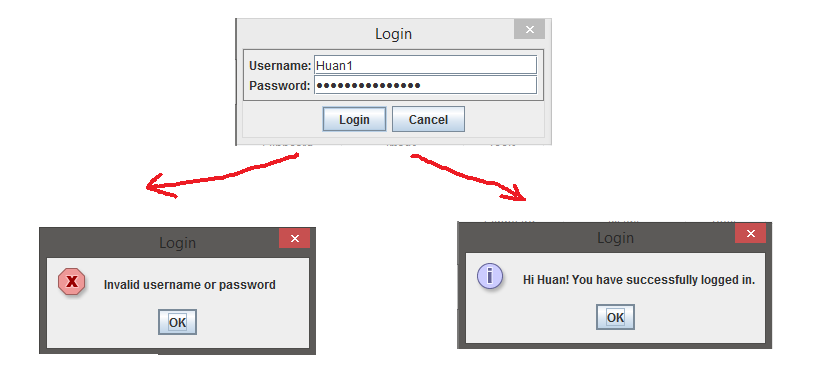 Login
Username: Huan1
Password: •••••••••••••••
Login Cancel
Login
Invalid username or password
OK
Login
Hi Huan! You have successfully logged in.
OK